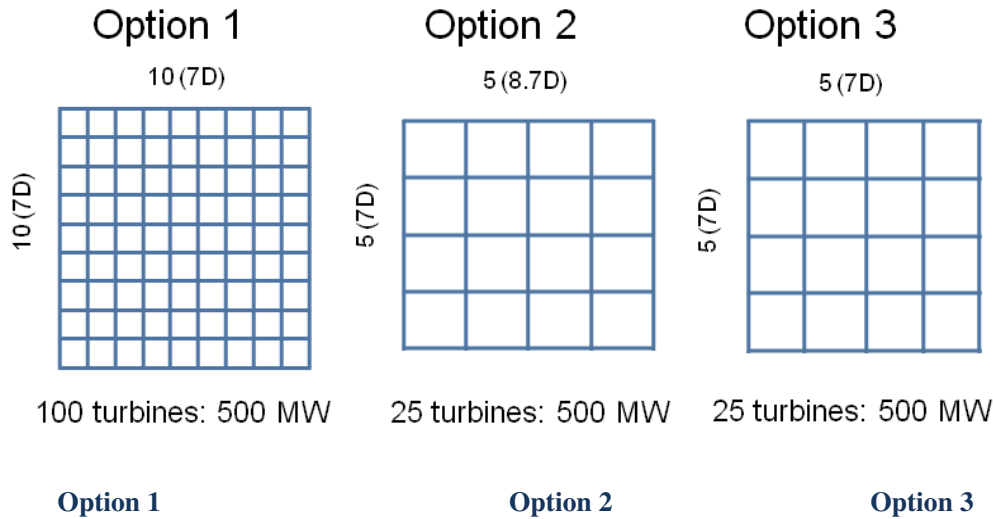 Option 1
Option 2
Option 3
10 (7D)
5 (8.7D)
5 (7D)
10 (7D)
5 (7D)
5 (7D)
100 turbines: 500 MW
25 turbines: 500 MW
25 turbines: 500 MW
Option 1
Option 2
Option 3